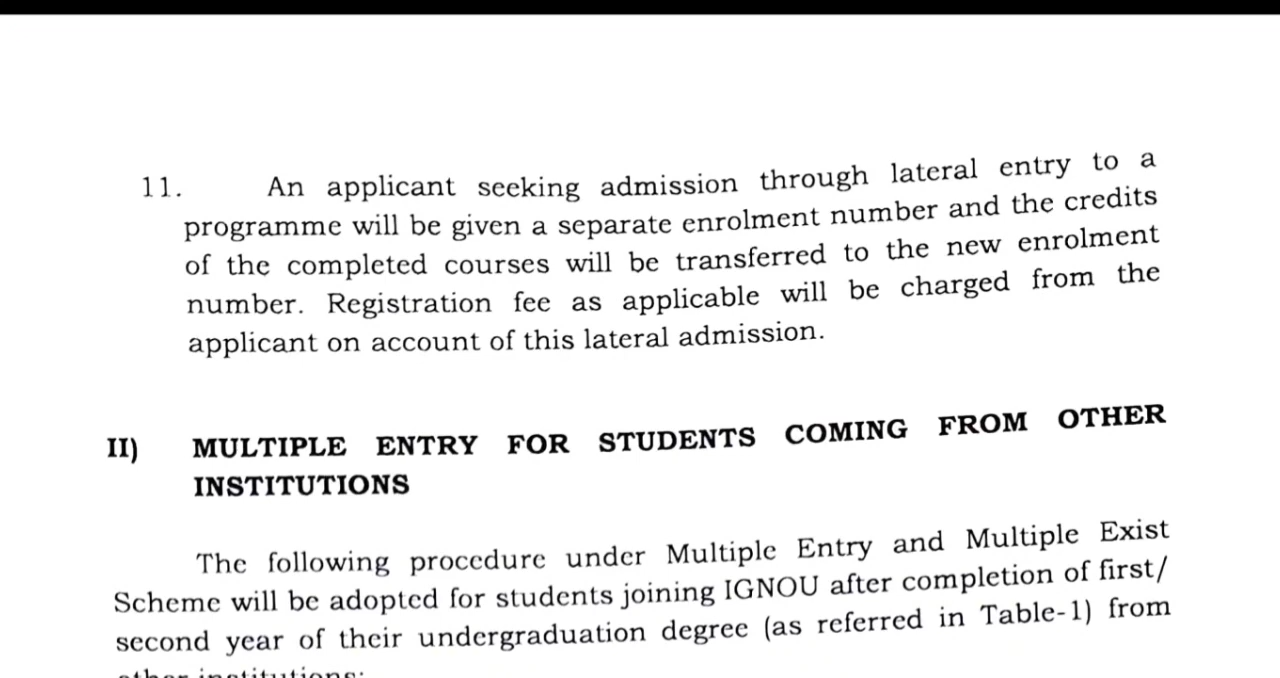 11. An applicant seeking admission through lateral entry to a
programme will be given a separate enrolment number and the credits
of the completed courses will be transferred to the new enrolment
number. Registration fee as applicable will be charged from the
applicant on account of this lateral admission.
II) MULTIPLE ENTRY FOR STUDENTS COMING FROM OTHER
INSTITUTIONS
The following procedure under Multiple Entry and Multiple Exist
Scheme will be adopted for students joining IGNOU after completion of first/
second year of their undergraduation degree (as referred in Table-1) from
other institutions: